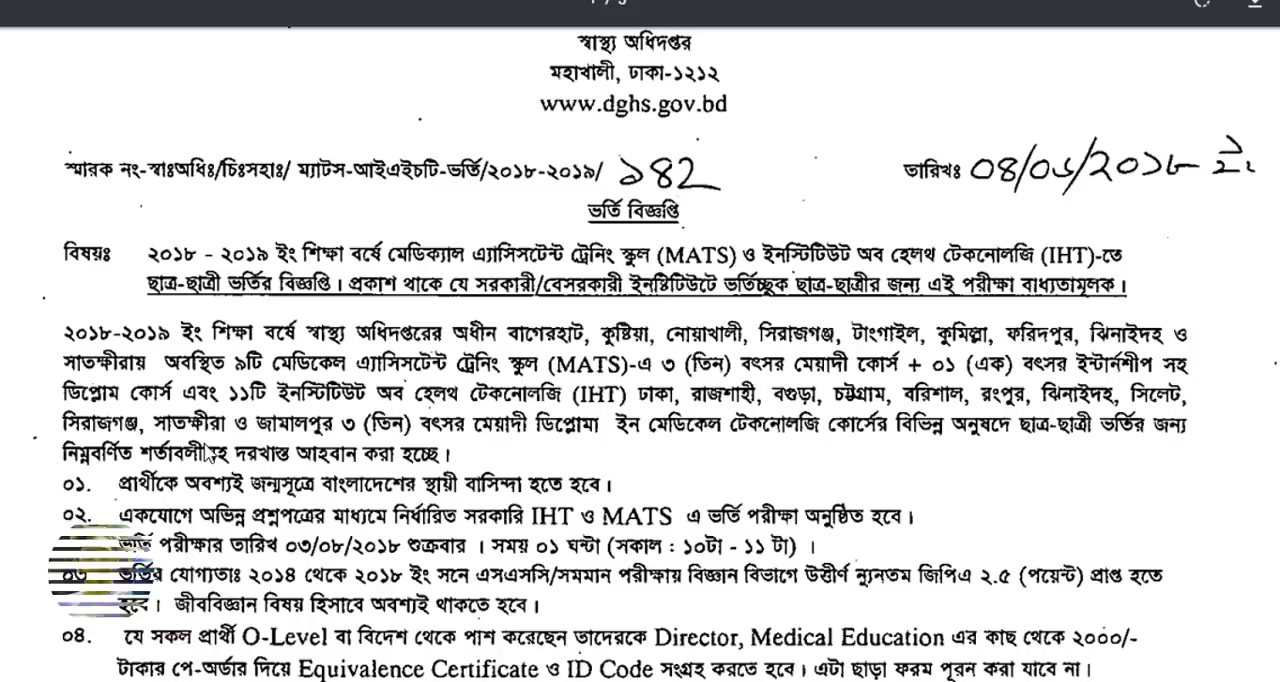 স্বাস্থ্য অধিদপ্তর
মহাখালী, ঢাকা-১২১২
www.dghs.gov.bd
স্মারক নং-স্বাঃঅধিঃ/চিঃসহাঃ/ ম্যাটস-আইএইচটি-ভর্তি/২০১৮-২০১৯/ ১৪২ তারিখঃ
ভর্তি বিজ্ঞপ্তি
বিষয়ঃ ২০১৮ - ২০১৯ ইং শিক্ষা বর্ষে মেডিক্যাল এ্যাসিসটেন্ট ট্রেনিং স্কুল (MATS) ও ইনস্টিটিউট অব হেলথ টেকনোলজি (IHT)-তে
ছাত্র-ছাত্রী ভর্তির বিজ্ঞপ্তি। প্রকাশ থাকে যে সরকারী/বেসরকারী ইনষ্টিটিউটে ভর্তিচ্ছুক ছাত্র-ছাত্রীর জন্য এই পরীক্ষা বাধ্যতামূলক।
২০১৮-২০১৯ ইং শিক্ষা বর্ষে স্বাস্থ্য অধিদপ্তরের অধীন বাগেরহাট, কুষ্টিয়া, নোয়াখালী, সিরাজগঞ্জ, টাংগাইল, কুমিল্লা, ফরিদপুর, ঝিনাইদহ ও
সাতক্ষীরায় অবস্থিত ৯টি মেডিকেল এ্যাসিসটেন্ট ট্রেনিং স্কুল (MATS)-এ ৩ (তিন) বৎসর মেয়াদী কোর্স + ০১ (এক) বৎসর ইন্টার্নশীপ সহ
ডিপ্লোম কোর্স এবং ১১টি ইনস্টিটিউট অব হেলথ টেকনোলজি (IHT) ঢাকা, রাজশাহী, বগুড়া, চট্টগ্রাম, বরিশাল, রংপুর, ঝিনাইদহ, সিলেট,
সিরাজগঞ্জ, সাতক্ষীরা ও জামালপুর ৩ (তিন) বৎসর মেয়াদী ডিপ্লোমা ইন মেডিকেল টেকনোলজি কোর্সের বিভিন্ন অনুষদে ছাত্র-ছাত্রী ভর্তির জন্য
নিম্নবর্ণিত শর্তাবলীসহ দরখাস্ত আহবান করা হচ্ছে।
০১. প্রার্থীকে অবশ্যই জন্মসূত্রে বাংলাদেশের স্থায়ী বাসিন্দা হতে হবে।
০২. একযোগে অভিন্ন প্রশ্নপত্রের মাধ্যমে নির্ধারিত সরকারি IHT ও MATS এ ভর্তি পরীক্ষা অনুষ্ঠিত হবে।
ভর্তি পরীক্ষার তারিখ ০৩/০৮/২০১৮ শুক্রবার । সময় ০১ ঘন্টা (সকাল : ১০টা - ১১ টা) ।
০৩ ভর্তির যোগ্যতাঃ ২০১৪ থেকে ২০১৮ ইং সনে এসএসসি/সমমান পরীক্ষায় বিজ্ঞান বিভাগে উত্তীর্ণ ন্যুনতম জিপিএ ২.৫ (পয়েন্ট) প্রাপ্ত হতে
হবে। জীববিজ্ঞান বিষয় হিসাবে অবশ্যই থাকতে হবে।
০৪. যে সকল প্রার্থী O-Level বা বিদেশ থেকে পাশ করেছেন তাদেরকে Director, Medical Education এর কাছ থেকে ২০০০/-
টাকার পে-অর্ডার দিয়ে Equivalence Certificate ও ID Code সংগ্রহ করতে হবে। এটা ছাড়া ফরম পূরন করা যাবে না।